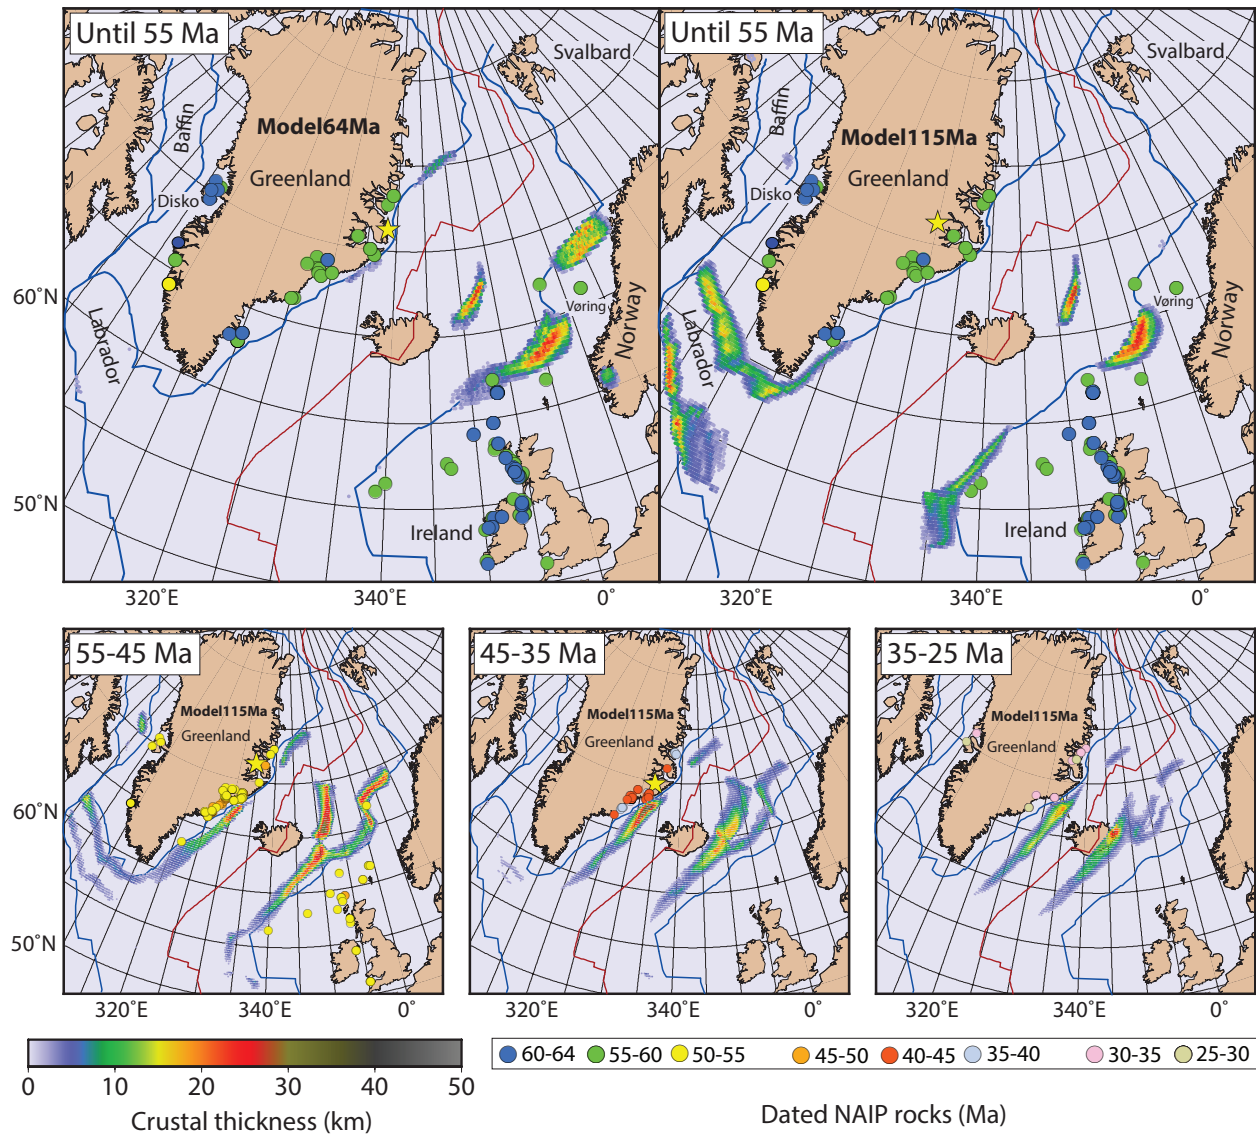 Until 55 Ma
Svalbard
Baffin
Model64Ma
Greenland
Disko
60˚N
Labrador
Vøring
Norway
50˚N
Ireland
320˚E
340˚E
0˚
Until 55 Ma
Svalbard
Baffin
Model115Ma
Greenland
Disko
Labrador
Vøring
Norway
Ireland
320˚E
340˚E
0˚
55-45 Ma
Model115Ma
Greenland
60˚N
50˚N
320˚E
340˚E
0˚
45-35 Ma
Model115Ma
Greenland
320˚E
340˚E
0˚
35-25 Ma
Model115Ma
Greenland
320˚E
340˚E
0˚
0 10 20 30 40 50
Crustal thickness (km)
60-64 55-60 50-55 45-50 40-45 35-40 30-35 25-30
Dated NAIP rocks (Ma)